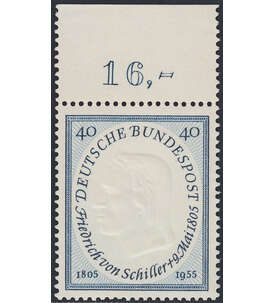 16,-
40 40
DEUTSCHE BUNDESPOST
Friedrich von Schiller +9.Mai 1805
1805 1955